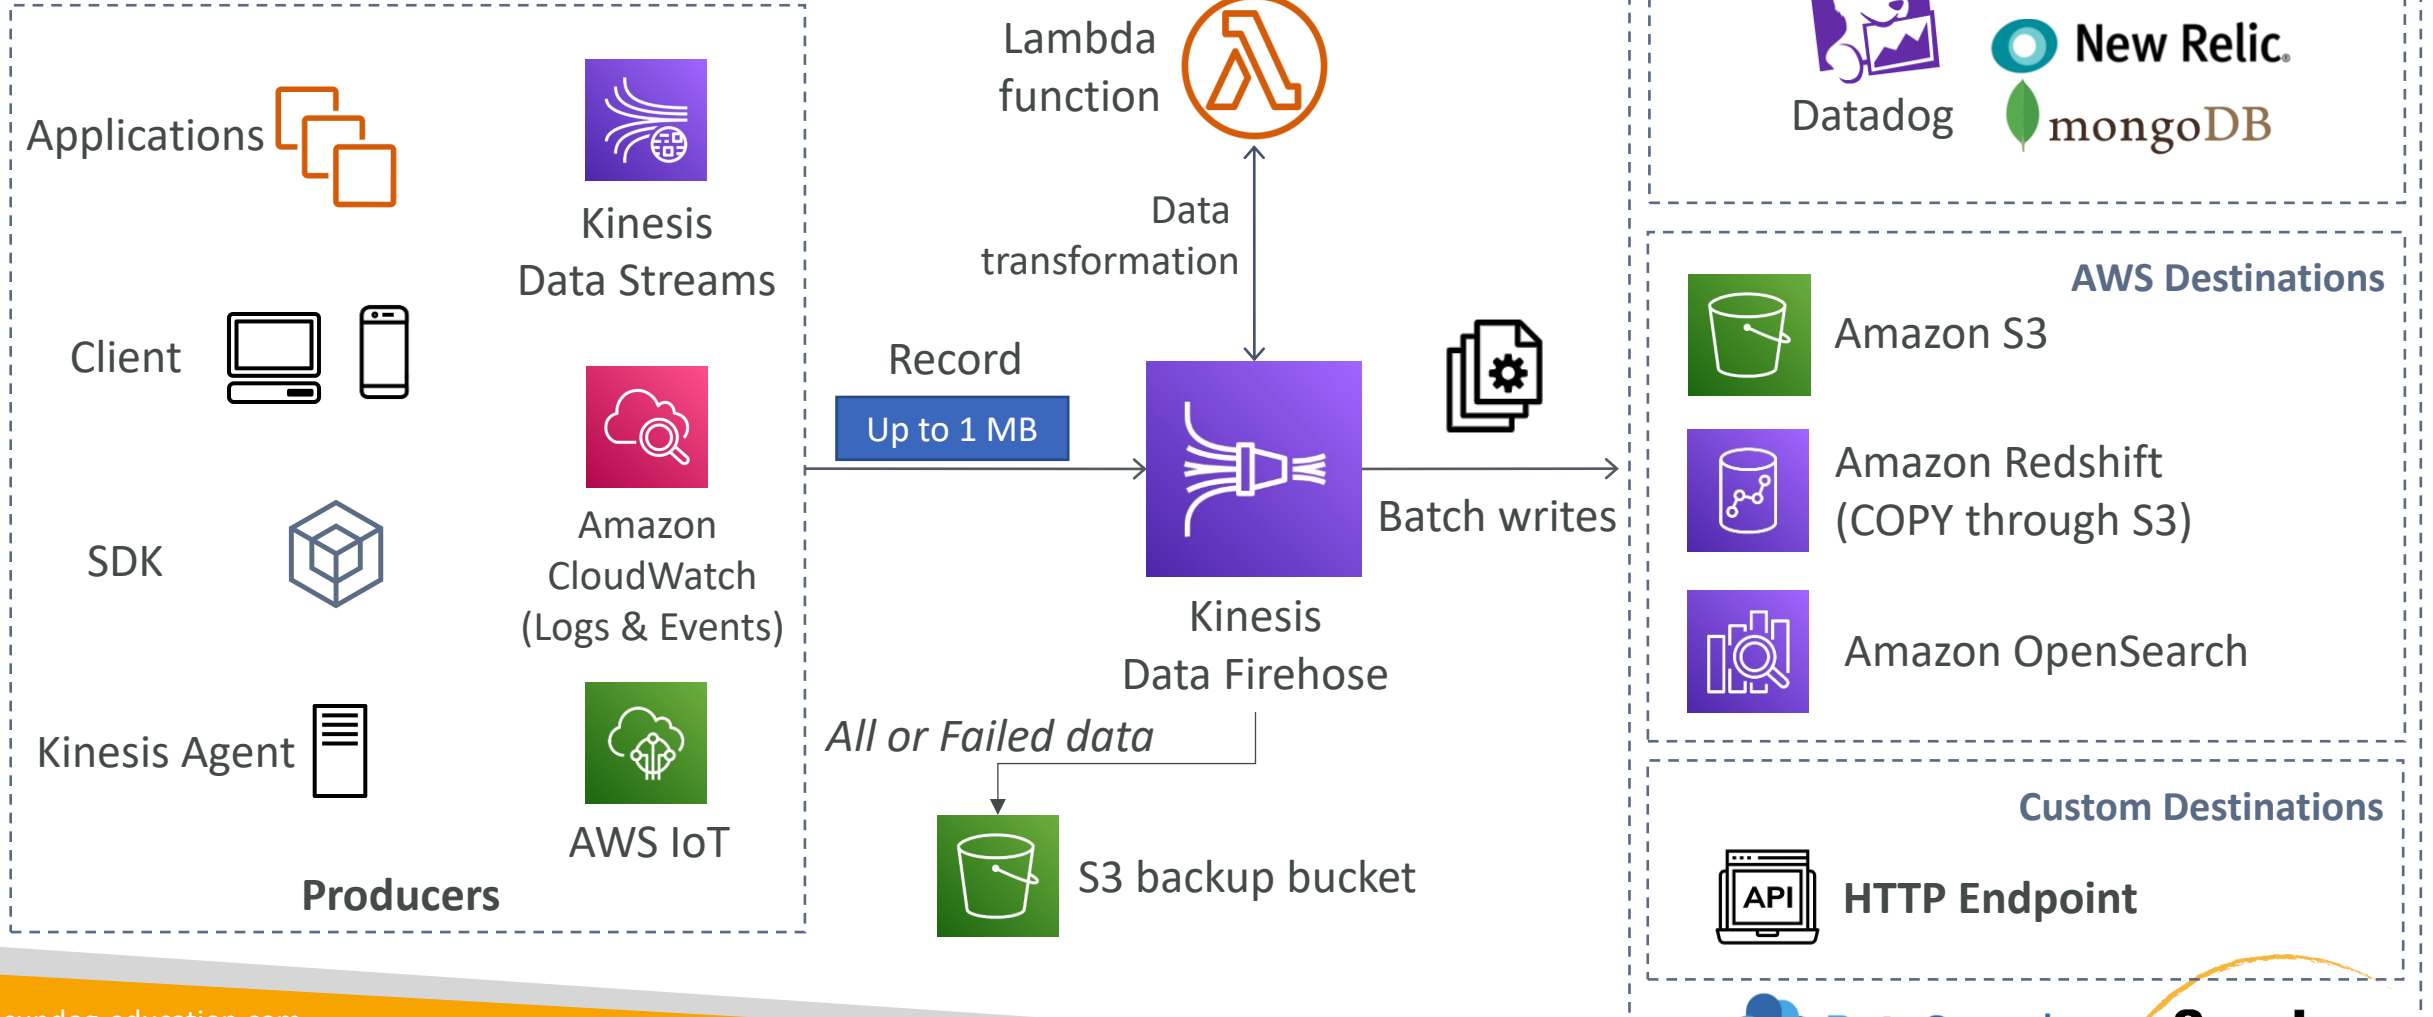 Applications
Kinesis
Data Streams
Client
Amazon
CloudWatch
(Logs & Events)
SDK
Kinesis Agent
AWS IoT
Producers
Lambda
function
Data
transformation
Record
Up to 1 MB
Kinesis
Data Firehose
Batch writes
All or Failed data
S3 backup bucket
Datadog
New Relic.
mongoDB
AWS Destinations
Amazon S3
Amazon Redshift
(COPY through S3)
Amazon OpenSearch
Custom Destinations
API
HTTP Endpoint